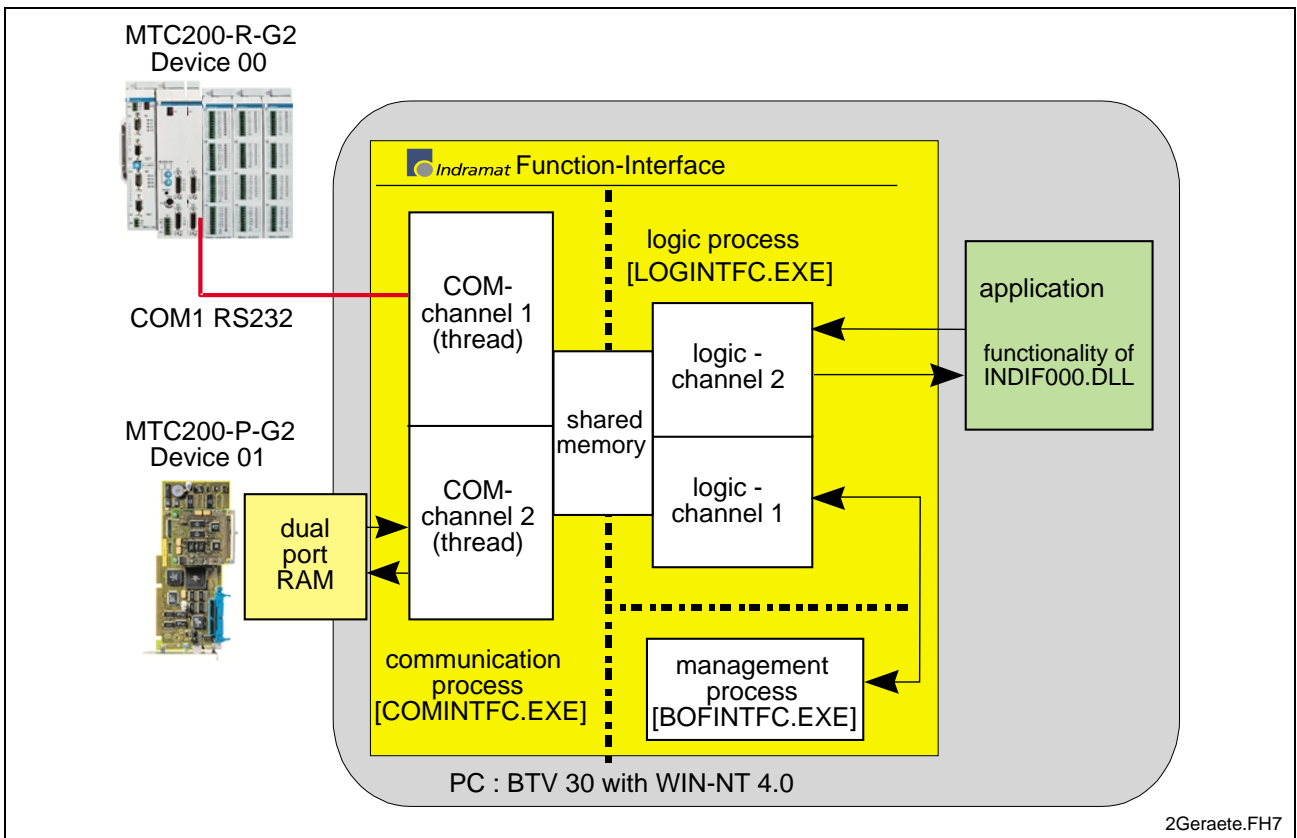 MTC200-R-G2
Device 00
COM1 RS232
MTC200-P-G2
Device 01
dual
port
RAM
Indramat Function-Interface
COM-
channel 1
(thread)
COM-
channel 2
(thread)
shared
memory
logic process
[LOGINTFC.EXE]
logic -
channel 2
logic -
channel 1
communication
process
[COMINTFC.EXE]
management
process
[BOFINTFC.EXE]
application
functionality of
INDIF000.DLL
PC : BTV 30 with WIN-NT 4.0
2Geraete.FH7